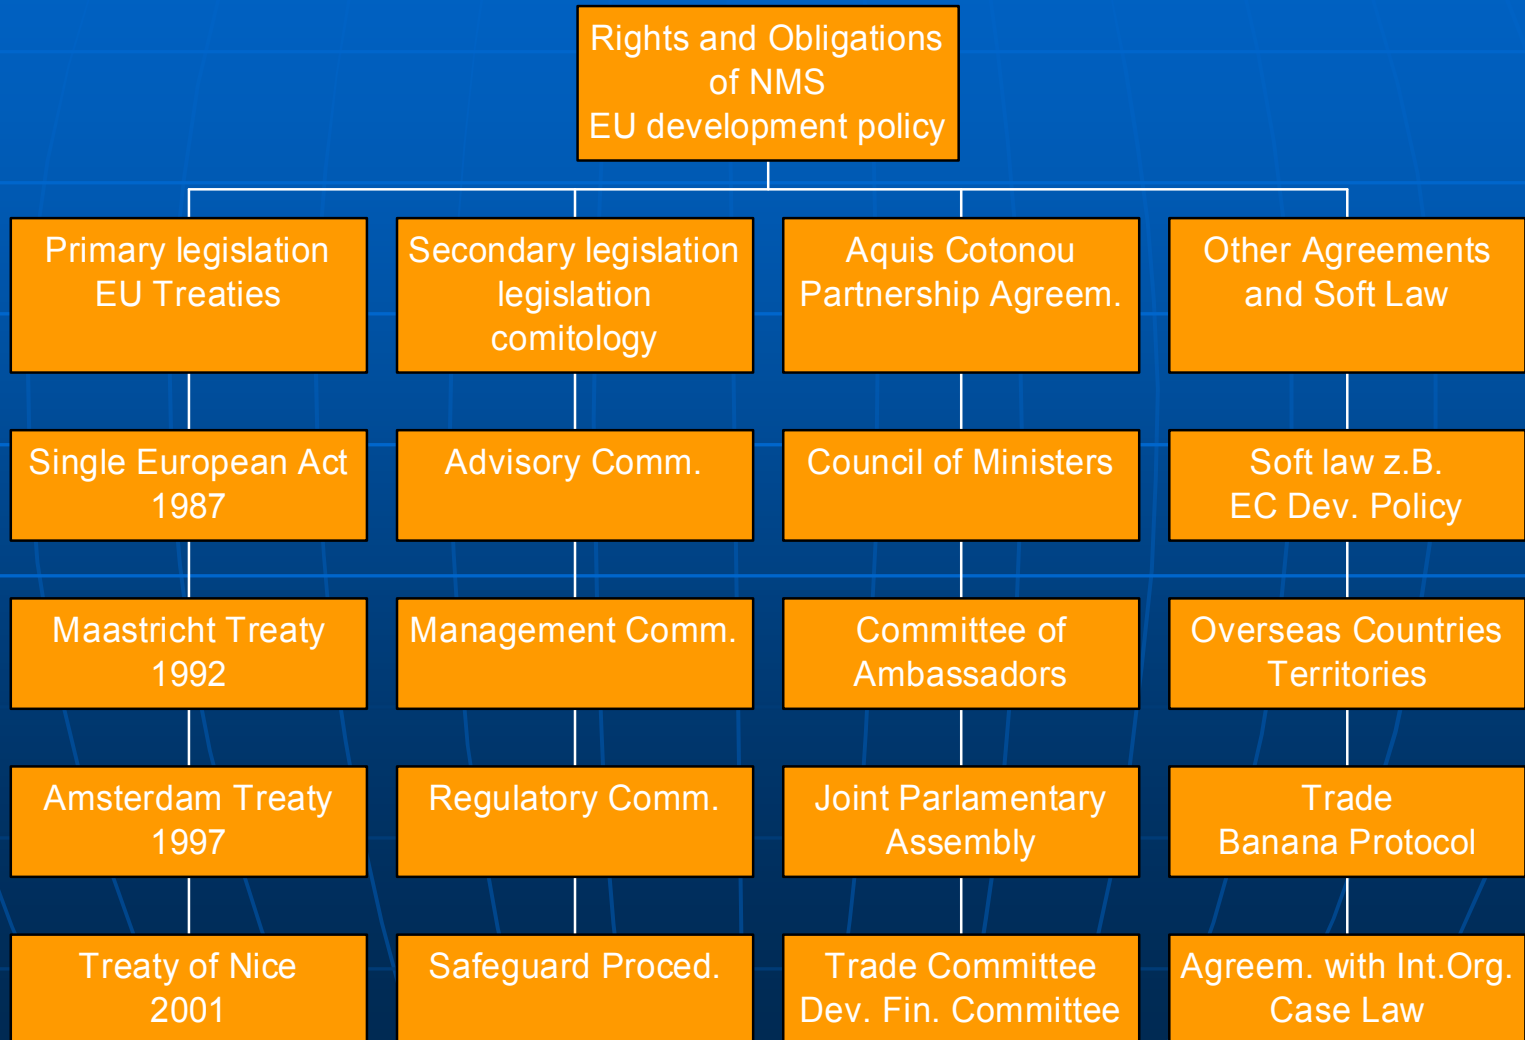 Rights and Obligations
of NMS
EU development policy
Primary legislation
EU Treaties
Secondary legislation
legislation
comitology
Aquis Cotonou
Partnership Agreem.
Other Agreements
and Soft Law
Single European Act
1987
Advisory Comm.
Council of Ministers
Soft law z.B.
EC Dev. Policy
Maastricht Treaty
1992
Management Comm.
Committee of
Ambassadors
Overseas Countries
Territories
Amsterdam Treaty
1997
Regulatory Comm.
Joint Parlamentary
Assembly
Trade
Banana Protocol
Treaty of Nice
2001
Safeguard Proced.
Trade Committee
Dev. Fin. Committee
Agreem. with Int.Org.
Case Law